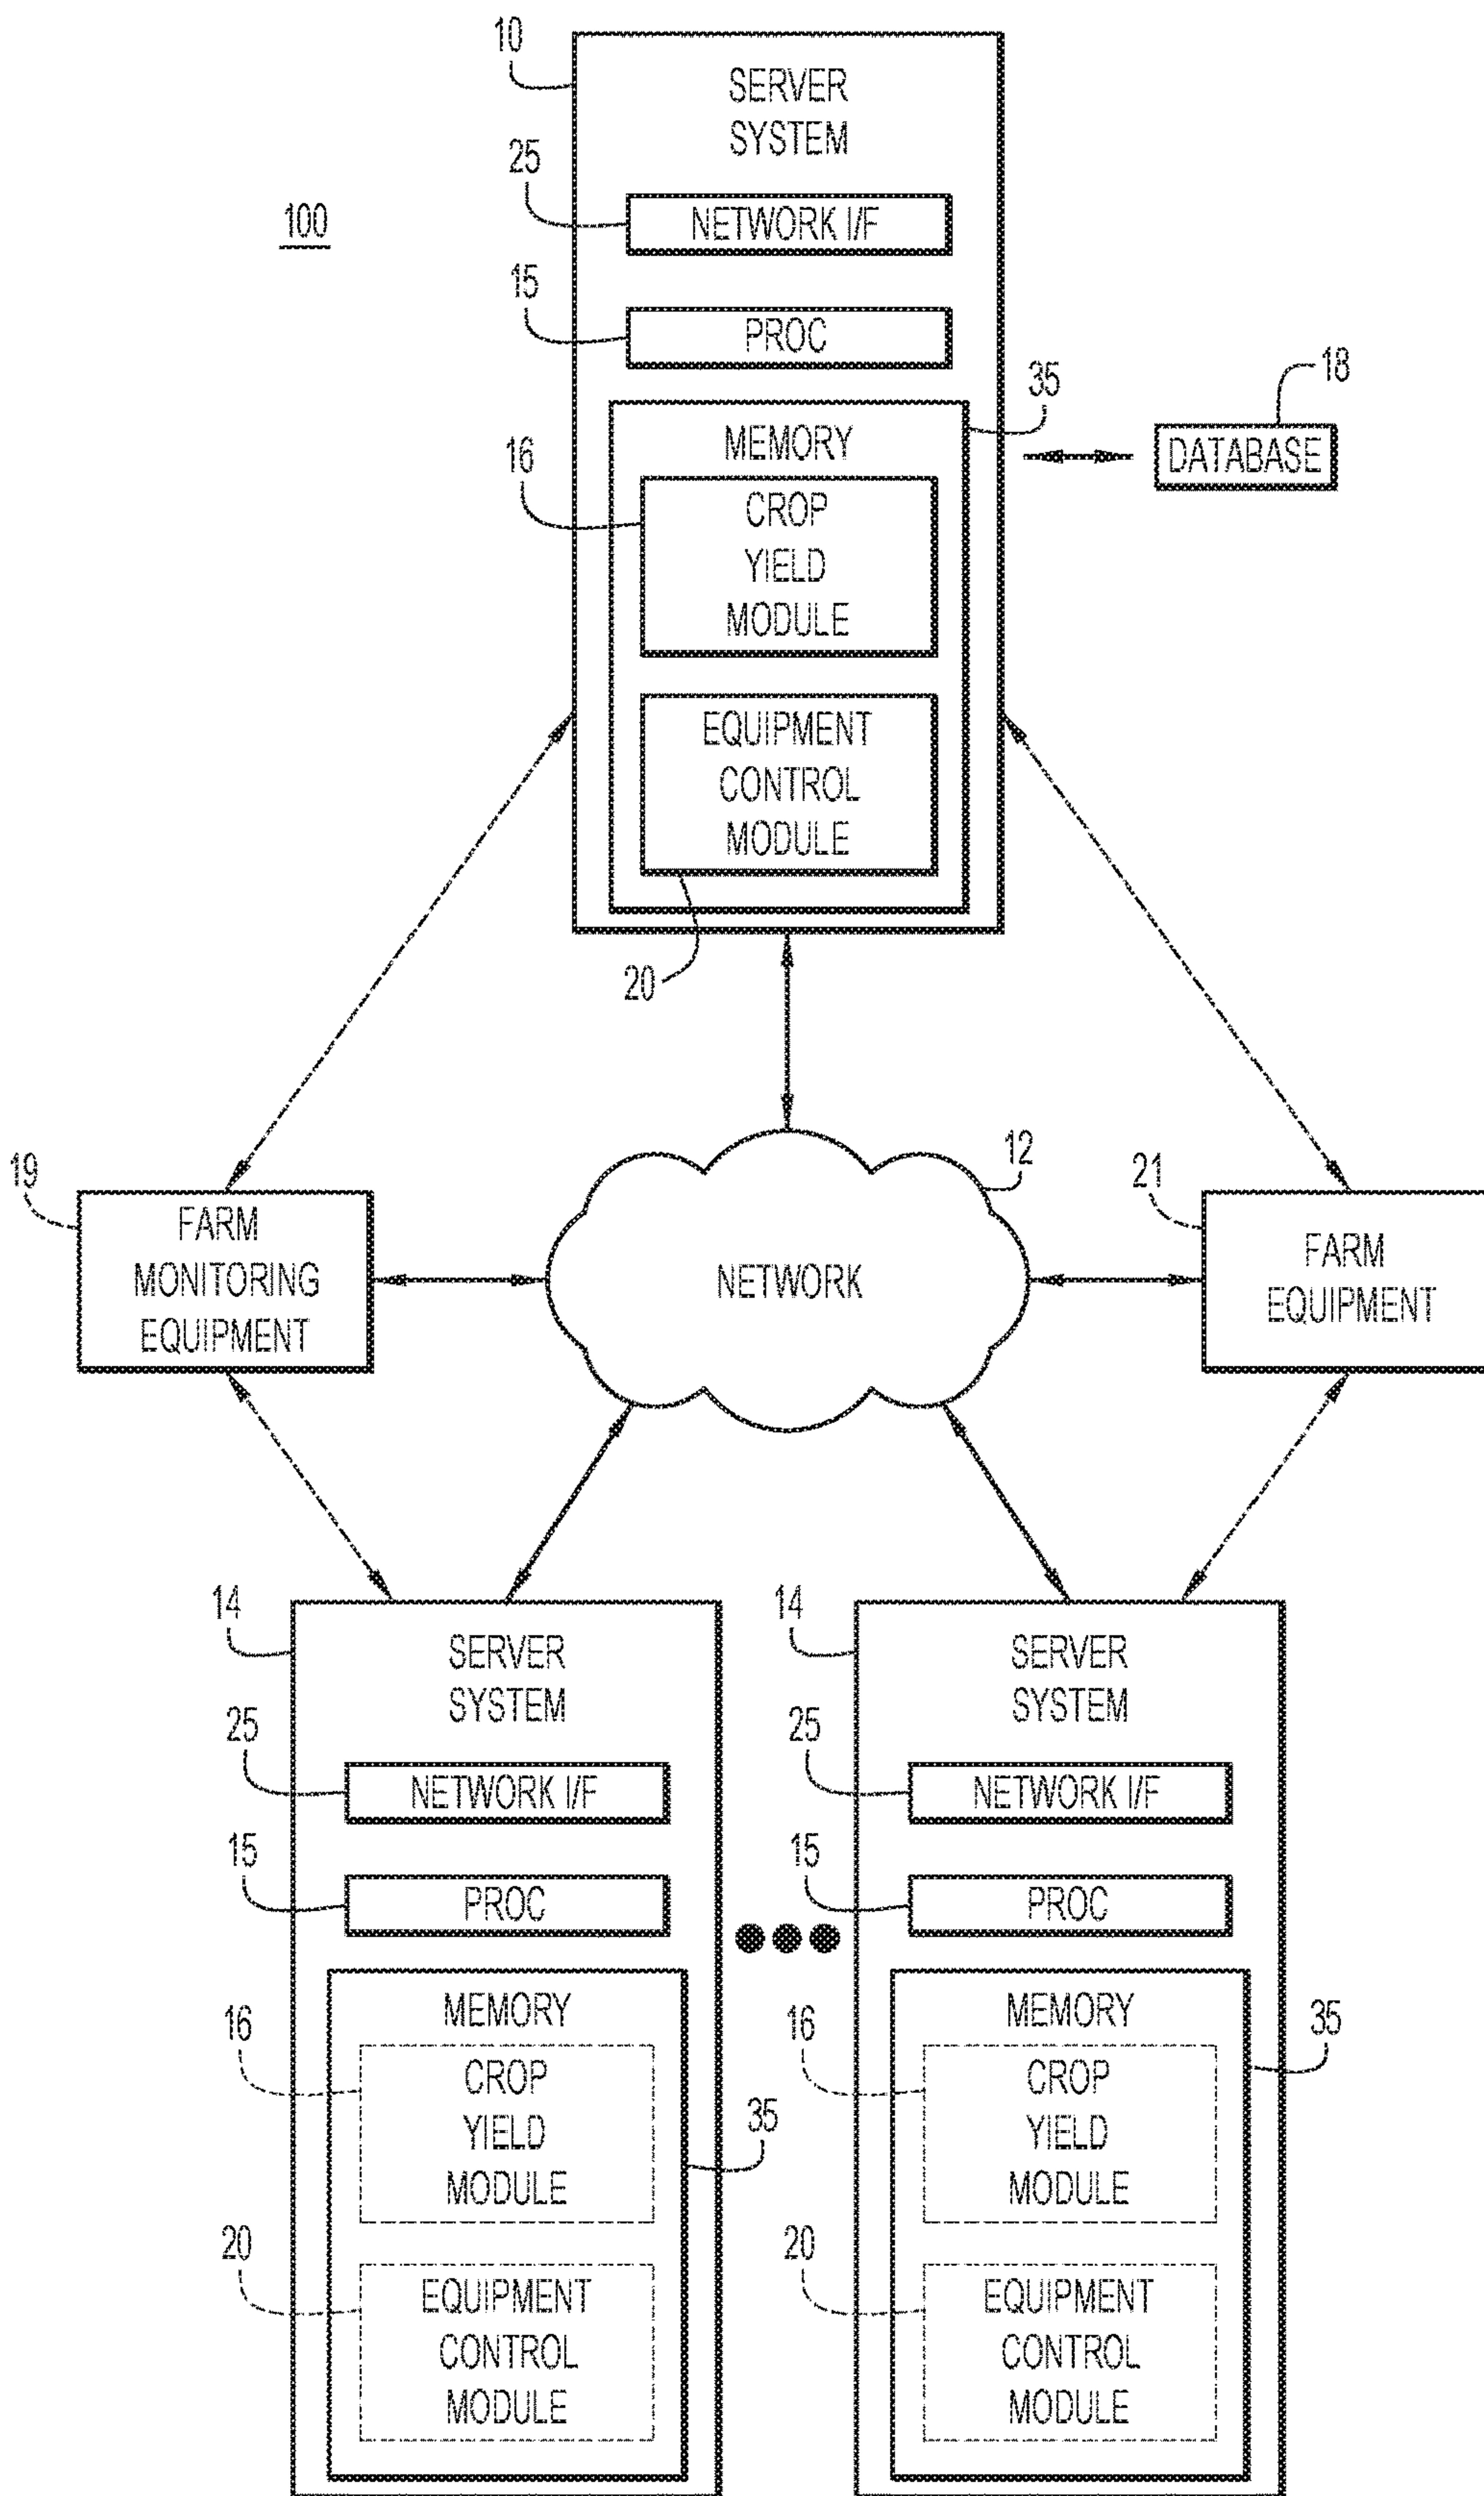 10
SERVER
SYSTEM
25
NETWORK I/F
100
15
PROC
18
35
MEMORY
DATABASE
16
CROP
YIELD
MODULE
EQUIPMENT
CONTROL
MODULE
20
12
19
21
FARM
MONITORING
EQUIPMENT
NETWORK
FARM
EQUIPMENT
14
SERVER
SYSTEM
25
NETWORK I/F
15
PROC
MEMORY
16
CROP
YIELD
MODULE
35
20
EQUIPMENT
CONTROL
MODULE
14
SERVER
SYSTEM
25
NETWORK I/F
15
PROC
MEMORY
35
16
CROP
YIELD
MODULE
20
EQUIPMENT
CONTROL
MODULE